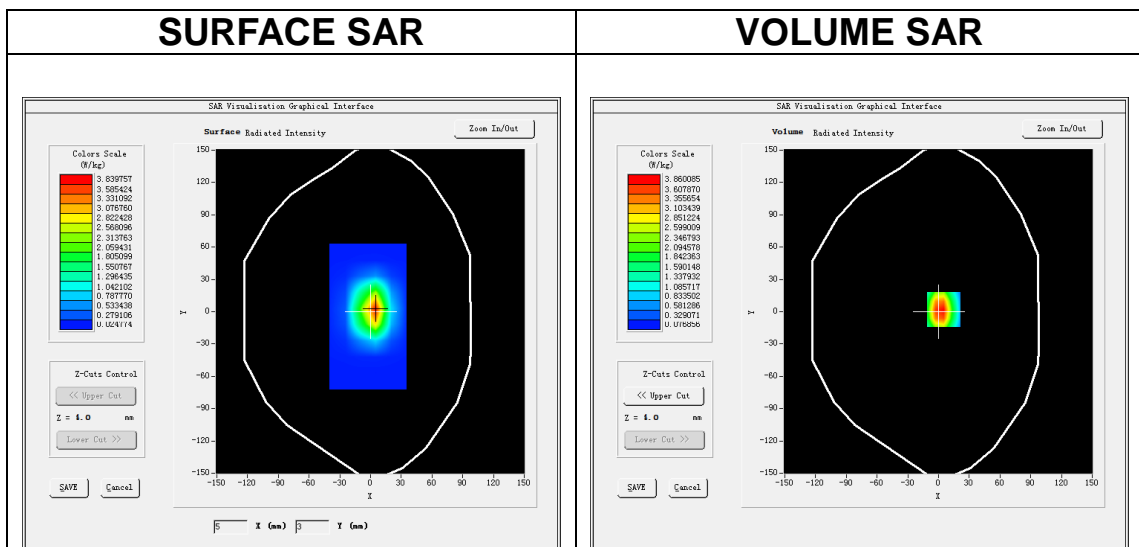 SURFACE SAR
VOLUME SAR
SAR Visualisation Graphical Interface
Surface Radiated Intensity
Zoom In/Out
Colors Scale
(W/kg)
3.839757
3.585424
3.331092
3.076760
2.822428
2.568096
2.313763
2.059431
1.805099
1.550767
1.296435
1.042102
0.787770
0.533438
0.279106
0.024774
150
120
90
60
30
0
-30
-60
-90
-120
-150
Y
-150 -120 -90 -60 -30 0 30 60 90 120 150
X
Z-Cuts Control
<< Upper Cut
Z = 4.0 mm
Lower Cut >>
SAVE Cancel
5 X (mm) 3 Y (mm)
SAR Visualisation Graphical Interface
Volume Radiated Intensity
Zoom In/Out
Colors Scale
(W/kg)
3.860085
3.607870
3.355654
3.103439
2.851224
2.599009
2.346793
2.094578
1.842363
1.590148
1.337932
1.085717
0.833502
0.581286
0.329071
0.076856
150
120
90
60
30
0
-30
-60
-90
-120
-150
Y
-150 -120 -90 -60 -30 0 30 60 90 120 150
X
Z-Cuts Control
<< Upper Cut
Z = 4.0 mm
Lower Cut >>
SAVE Cancel